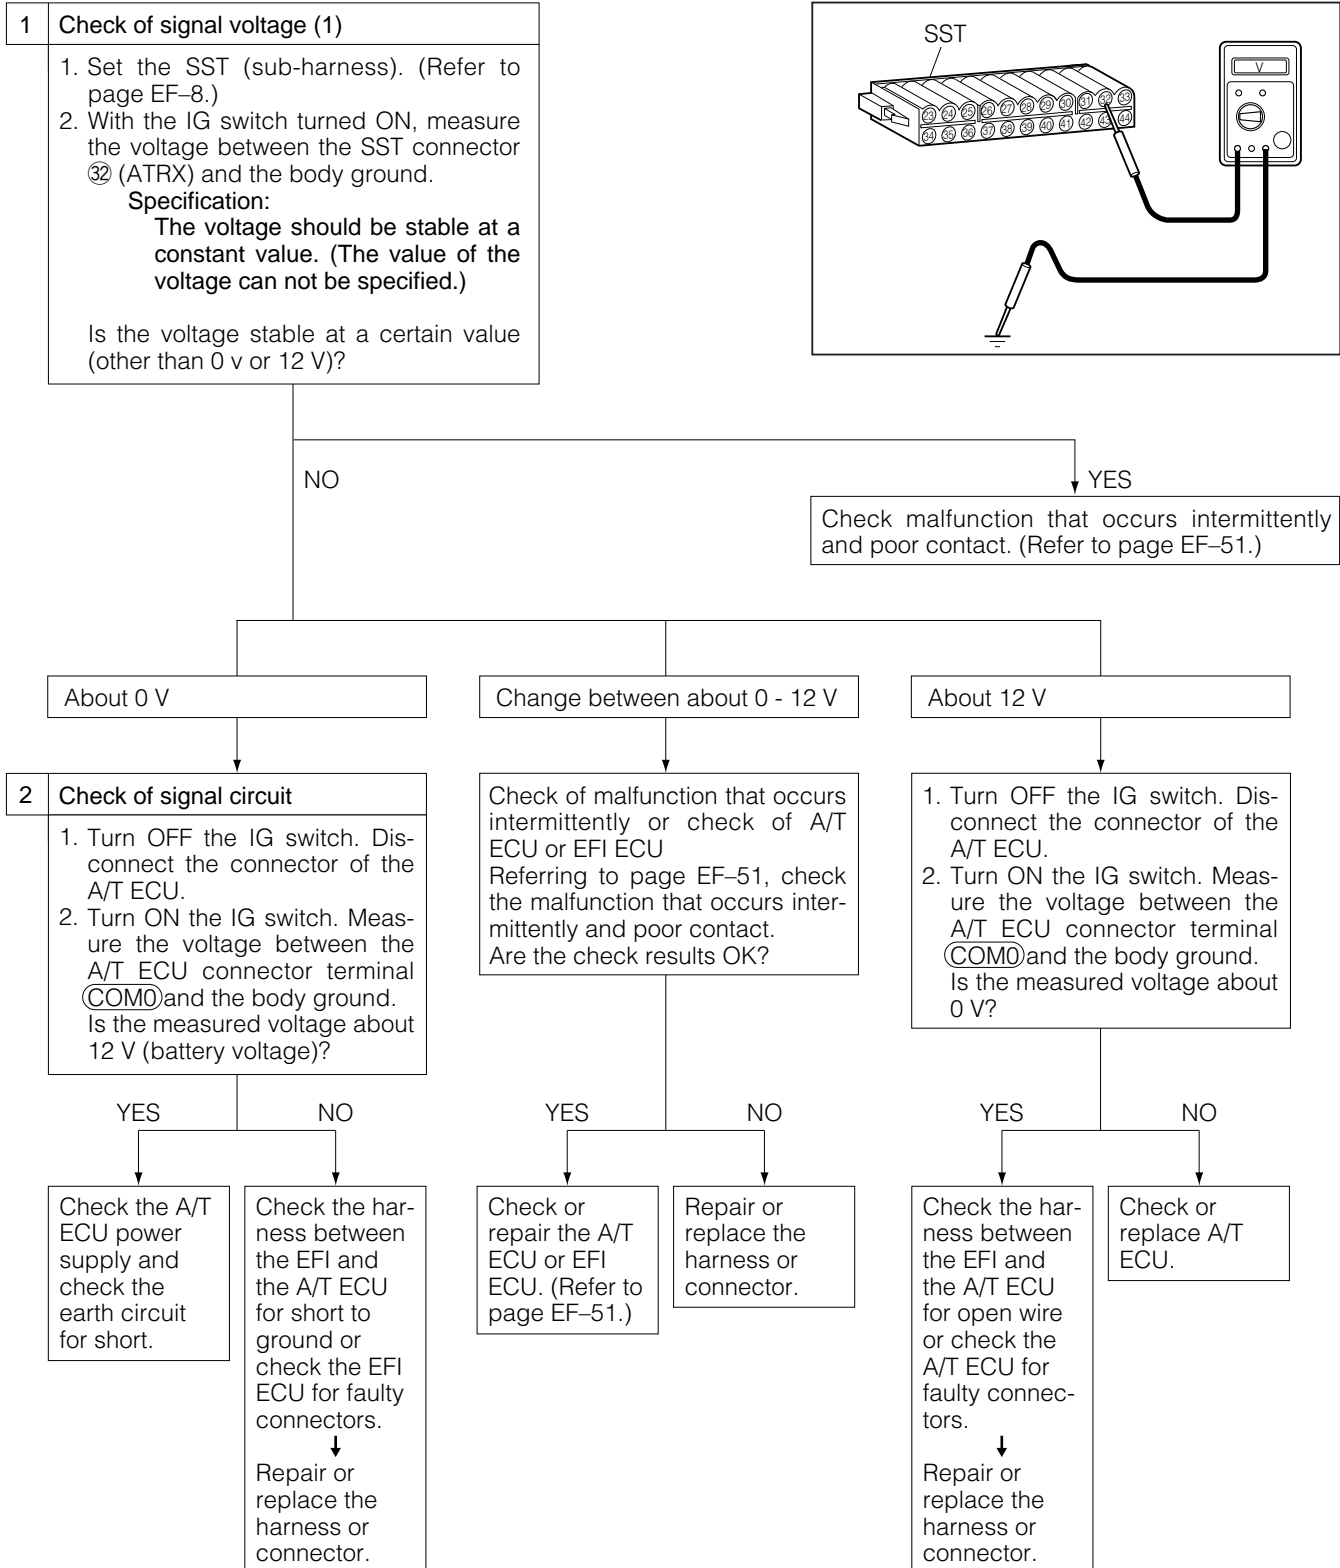 1 Check of signal voltage (1)
1. Set the SST (sub-harness). (Refer to
page EF–8.)
2. With the IG switch turned ON, measure
the voltage between the SST connector
㉜ (ATRX) and the body ground.
Specification:
The voltage should be stable at a
constant value. (The value of the
voltage can not be specified.)
Is the voltage stable at a certain value
(other than 0 v or 12 V)?
SST
V
㉓ ㉔ ㉕ ㉖ ㉗ ㉘ ㉙ ㉚ ㉛ ㉜ ㉝
㉞ ㉟ ㊱ ㊲ ㊳ ㊴ ㊵ ㊶ ㊷ ㊸ ㊹
NO
YES
Check malfunction that occurs intermittently
and poor contact. (Refer to page EF–51.)
About 0 V
Change between about 0 - 12 V
About 12 V
2 Check of signal circuit
1. Turn OFF the IG switch. Dis-
connect the connector of the
A/T ECU.
2. Turn ON the IG switch. Meas-
ure the voltage between the
A/T ECU connector terminal
COM0 and the body ground.
Is the measured voltage about
12 V (battery voltage)?
Check of malfunction that occurs
intermittently or check of A/T
ECU or EFI ECU
Referring to page EF–51, check
the malfunction that occurs inter-
mittently and poor contact.
Are the check results OK?
1. Turn OFF the IG switch. Dis-
connect the connector of the
A/T ECU.
2. Turn ON the IG switch. Meas-
ure the voltage between the
A/T ECU connector terminal
COM0 and the body ground.
Is the measured voltage about
0 V?
YES
NO
YES
NO
YES
NO
Check the A/T
ECU power
supply and
check the
earth circuit
for short.
Check the har-
ness between
the EFI and
the A/T ECU
for short to
ground or
check the EFI
ECU for faulty
connectors.
Repair or
replace the
harness or
connector.
Check or
repair the A/T
ECU or EFI
ECU. (Refer to
page EF–51.)
Repair or
replace the
harness or
connector.
Check the har-
ness between
the EFI and
the A/T ECU
for open wire
or check the
A/T ECU for
faulty connec-
tors.
Repair or
replace the
harness or
connector.
Check or
replace A/T
ECU.